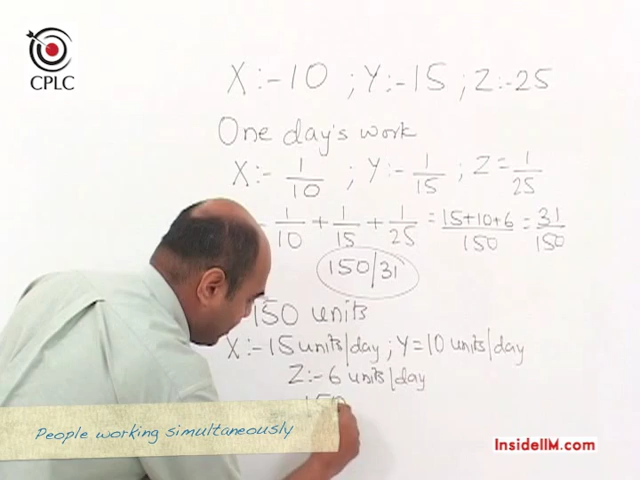 CPLC
X:-10 ; Y:-15 ; Z:-25
One day's work
X:- 1/10 ; Y:- 1/15 ; Z = 1/25
1/10 + 1/15 + 1/25 = 15+10+6/150 = 31/150
150/31
150 units
X:- 15 units/day ; Y = 10 units/day
Z:- 6 units/day
150
People working simultaneously
InsideIIM.com